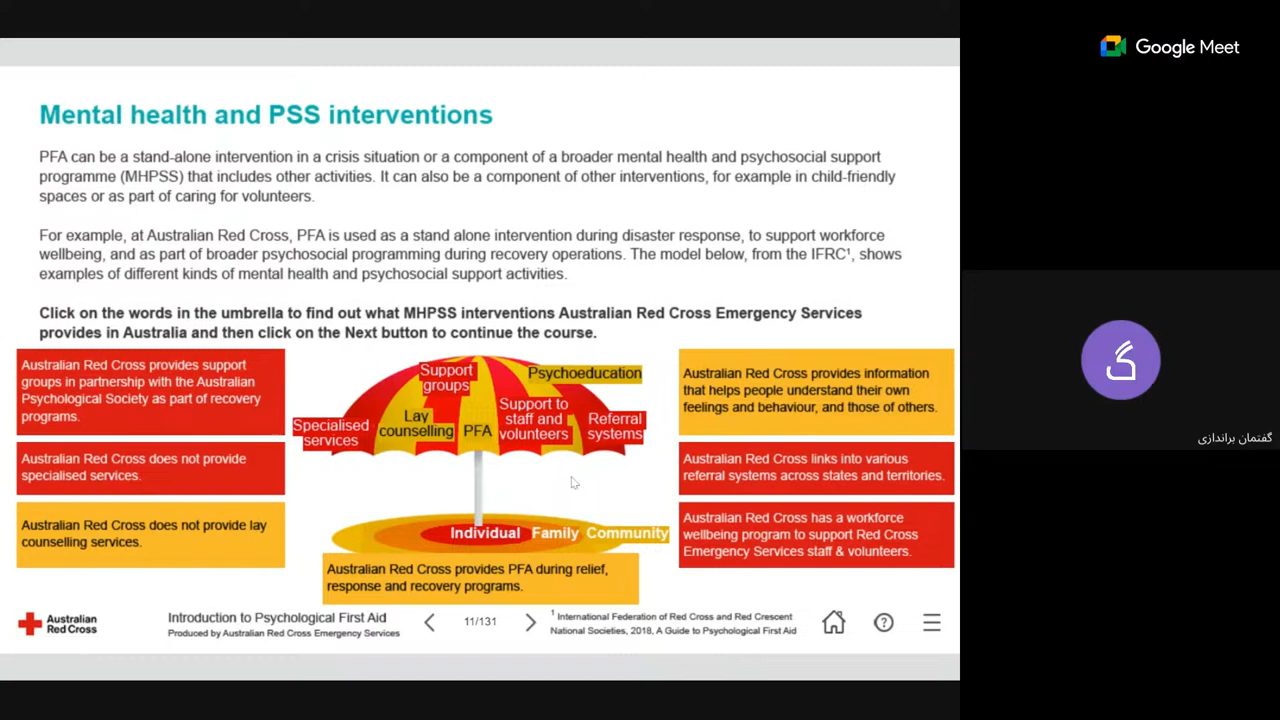 Google Meet
Mental health and PSS interventions
PFA can be a stand-alone intervention in a crisis situation or a component of a broader mental health and psychosocial support
programme (MHPSS) that includes other activities. It can also be a component of other interventions, for example in child-friendly
spaces or as part of caring for volunteers.
For example, at Australian Red Cross, PFA is used as a stand alone intervention during disaster response, to support workforce
wellbeing, and as part of broader psychosocial programming during recovery operations. The model below, from the IFRC¹, shows
examples of different kinds of mental health and psychosocial support activities.
Click on the words in the umbrella to find out what MHPSS interventions Australian Red Cross Emergency Services
provides in Australia and then click on the Next button to continue the course.
Australian Red Cross provides support
groups in partnership with the Australian
Psychological Society as part of recovery
programs.
Australian Red Cross does not provide
specialised services.
Australian Red Cross does not provide lay
counselling services.
Support
groups
Psychoeducation
Specialised
services
Lay
counselling
PFA
Support to
staff and
volunteers
Referral
systems
Individual Family Community
Australian Red Cross provides PFA during relief,
response and recovery programs.
Australian Red Cross provides information
that helps people understand their own
feelings and behaviour, and those of others.
Australian Red Cross links into various
referral systems across states and territories.
Australian Red Cross has a workforce
wellbeing program to support Red Cross
Emergency Services staff & volunteers.
گ
گفتمان براندازی
Australian
Red Cross
Introduction to Psychological First Aid
Produced by Australian Red Cross Emergency Services
11/131
¹ International Federation of Red Cross and Red Crescent
National Societies, 2018, A Guide to Psychological First Aid
?